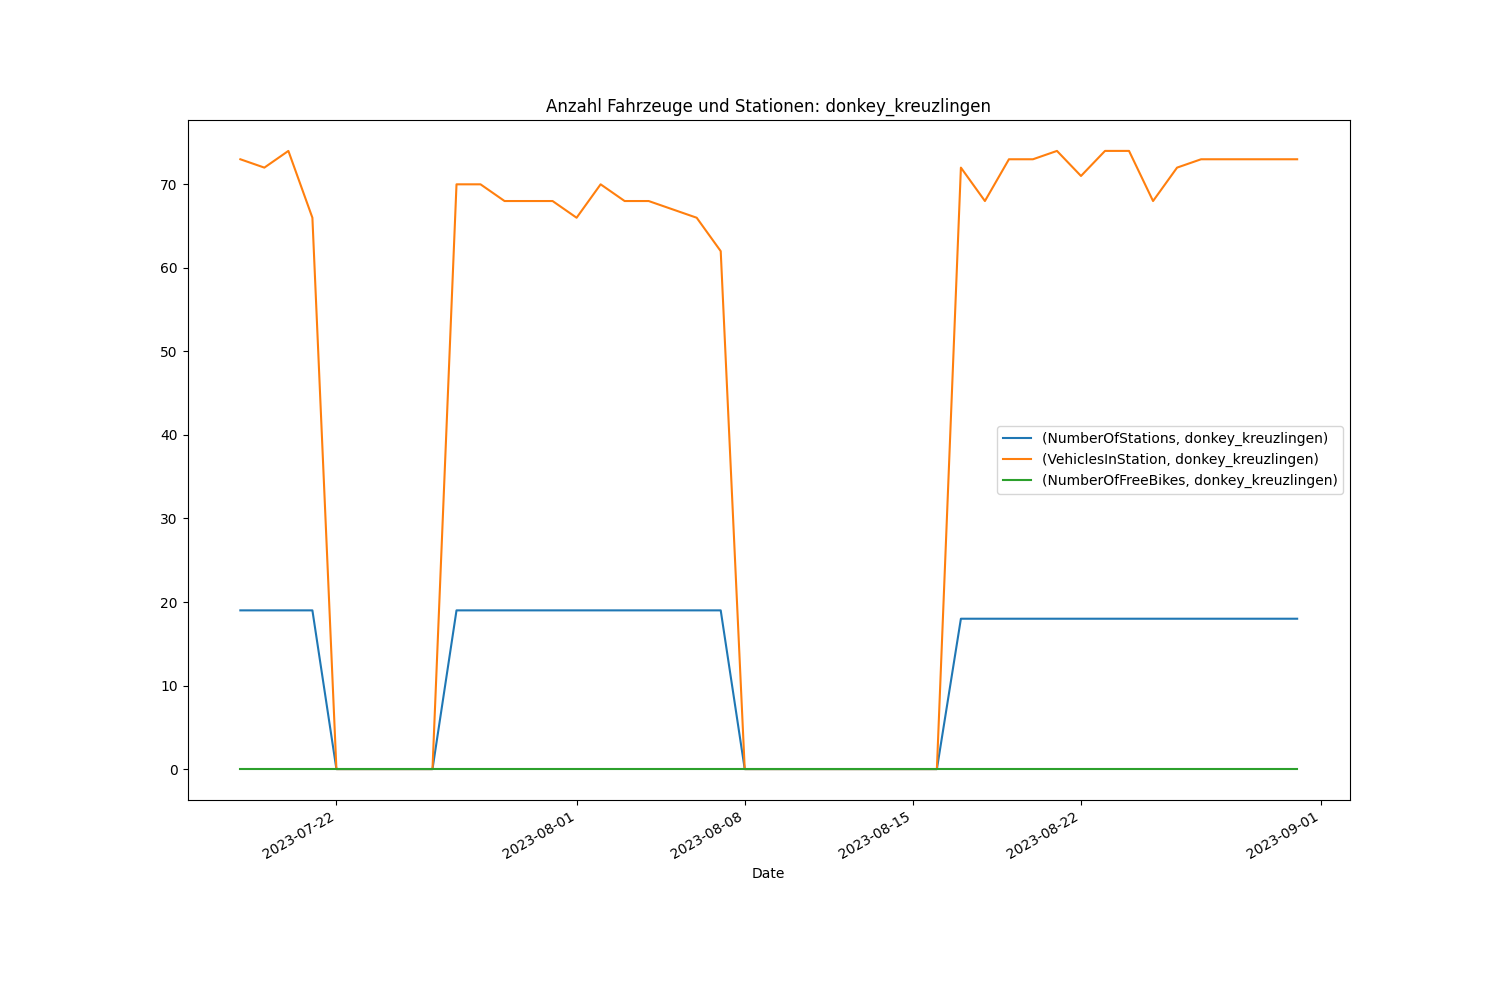 Anzahl Fahrzeuge und Stationen: donkey_kreuzlingen
70
60
50
40
30
20
10
0
(NumberOfStations, donkey_kreuzlingen)
(VehiclesInStation, donkey_kreuzlingen)
(NumberOfFreeBikes, donkey_kreuzlingen)
2023-07-22
2023-08-01
2023-08-08
2023-08-15
2023-08-22
2023-09-01
Date